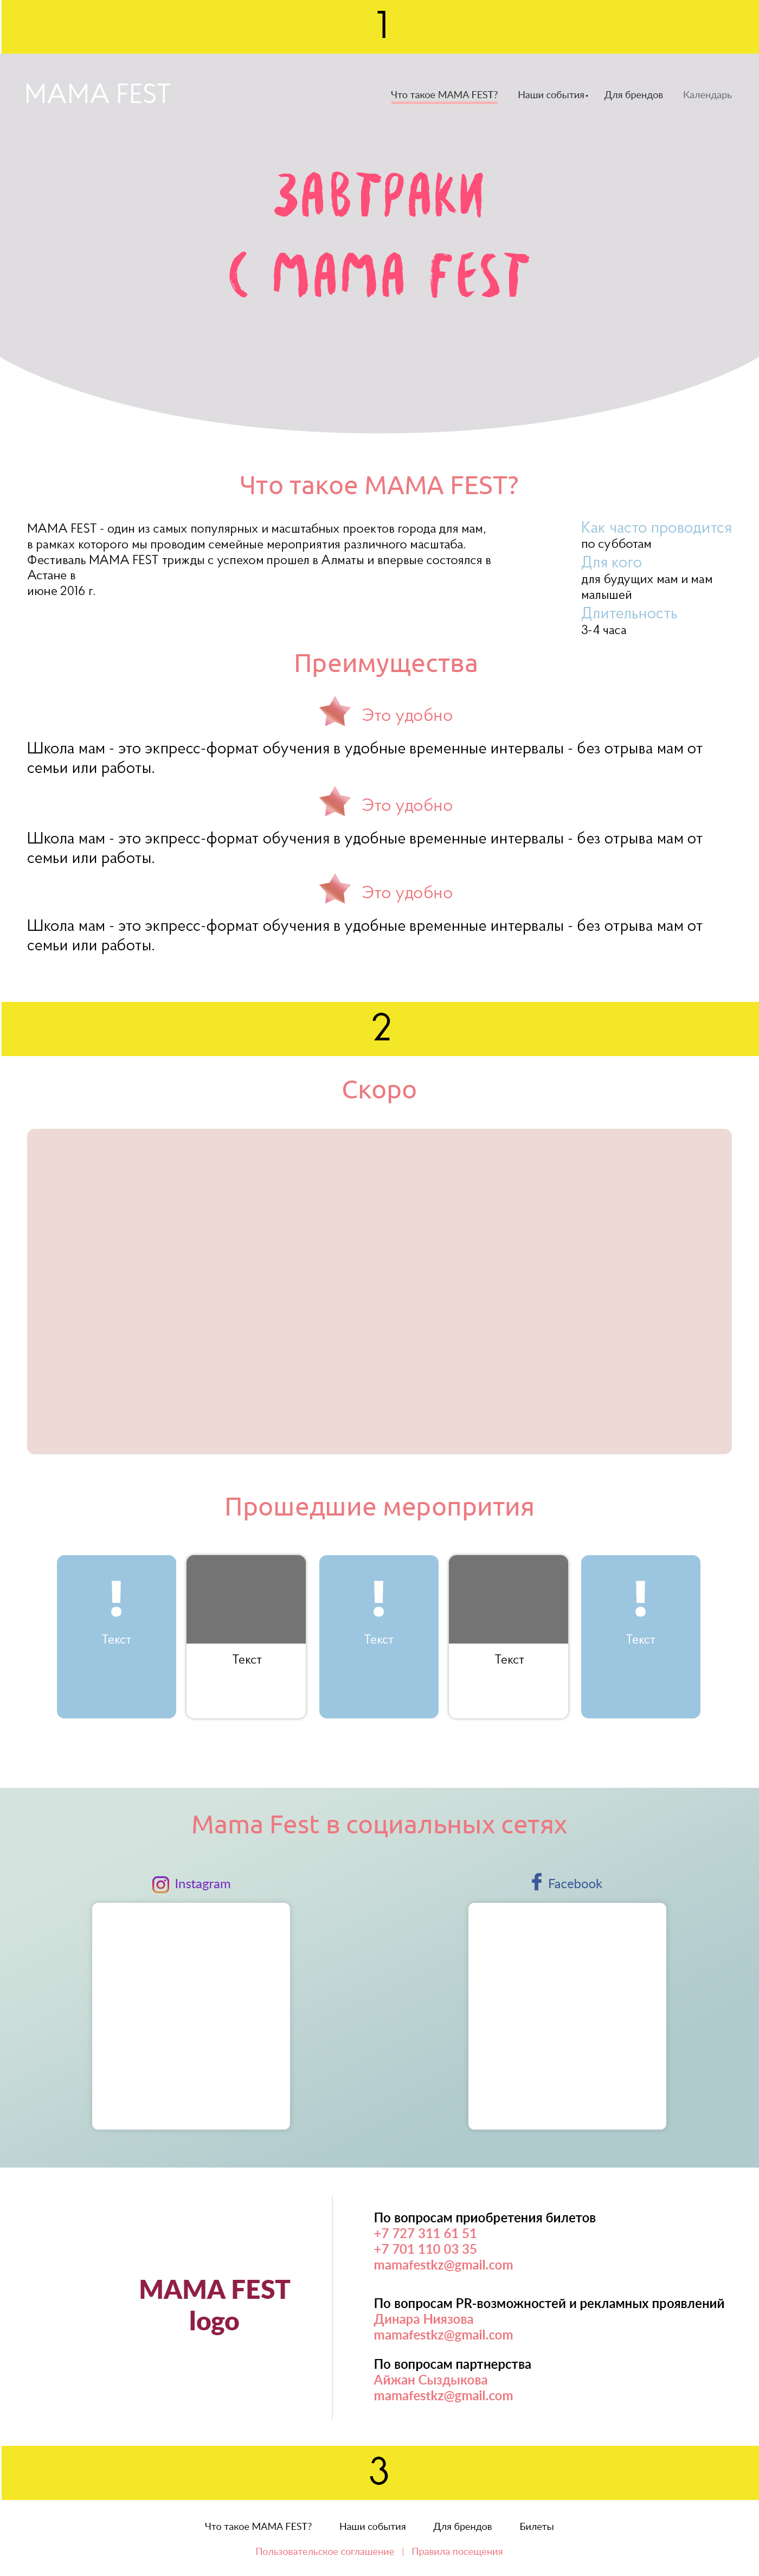 1
MAMA FEST
Что такое MAMA FEST? Наши события Для брендов Календарь
ЗАВТРАКИ
С MAMA FEST
Что такое MAMA FEST?
MAMA FEST - один из самых популярных и масштабных проектов города для мам,
в рамках которого мы проводим семейные мероприятия различного масштаба.
Фестиваль MAMA FEST трижды с успехом прошел в Алматы и впервые состоялся в
Астане в
июне 2016 г.
Как часто проводится
по субботам
Для кого
для будущих мам и мам
малышей
Длительность
3-4 часа
Преимущества
Это удобно
Школа мам - это экпресс-формат обучения в удобные временные интервалы - без отрыва мам от
семьи или работы.
Это удобно
Школа мам - это экпресс-формат обучения в удобные временные интервалы - без отрыва мам от
семьи или работы.
Это удобно
Школа мам - это экпресс-формат обучения в удобные временные интервалы - без отрыва мам от
семьи или работы.
2
Скоро
Прошедшие меропрития
! ! !
Текст Текст Текст Текст Текст
Mama Fest в социальных сетях
Instagram
Facebook
MAMA FEST
logo
По вопросам приобретения билетов
+7 727 311 61 51
+7 701 110 03 35
mamafestkz@gmail.com
По вопросам PR-возможностей и рекламных проявлений
Динара Ниязова
mamafestkz@gmail.com
По вопросам партнерства
Айжан Сыздыкова
mamafestkz@gmail.com
3
Что такое MAMA FEST? Наши события Для брендов Билеты
Пользовательское соглашение | Правила посещения